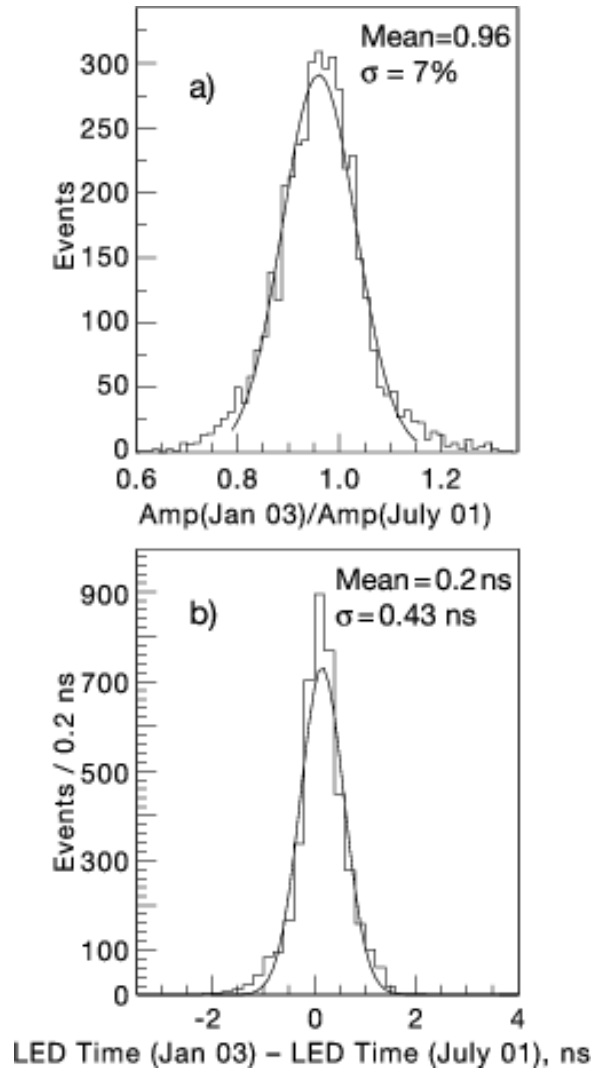 Mean=0.96
σ = 7%
a)
300
250
200
150
100
50
0
Events
0.6 0.8 1.0 1.2
Amp(Jan 03)/Amp(July 01)
Mean=0.2 ns
σ = 0.43 ns
b)
900
700
500
300
100
0
Events / 0.2 ns
-2 0 2 4
LED Time (Jan 03) – LED Time (July 01), ns